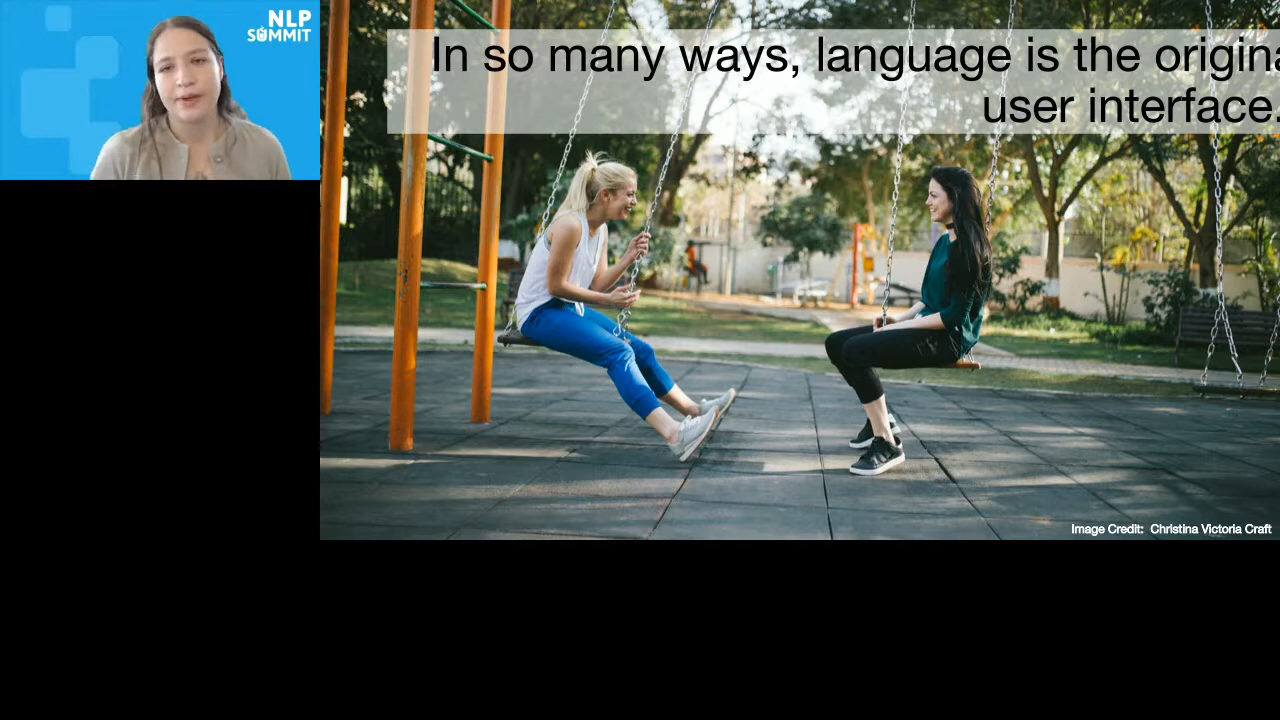 NLP
SUMMIT
In so many ways, language is the origina
user interface.
Image Credit: Christina Victoria Craft